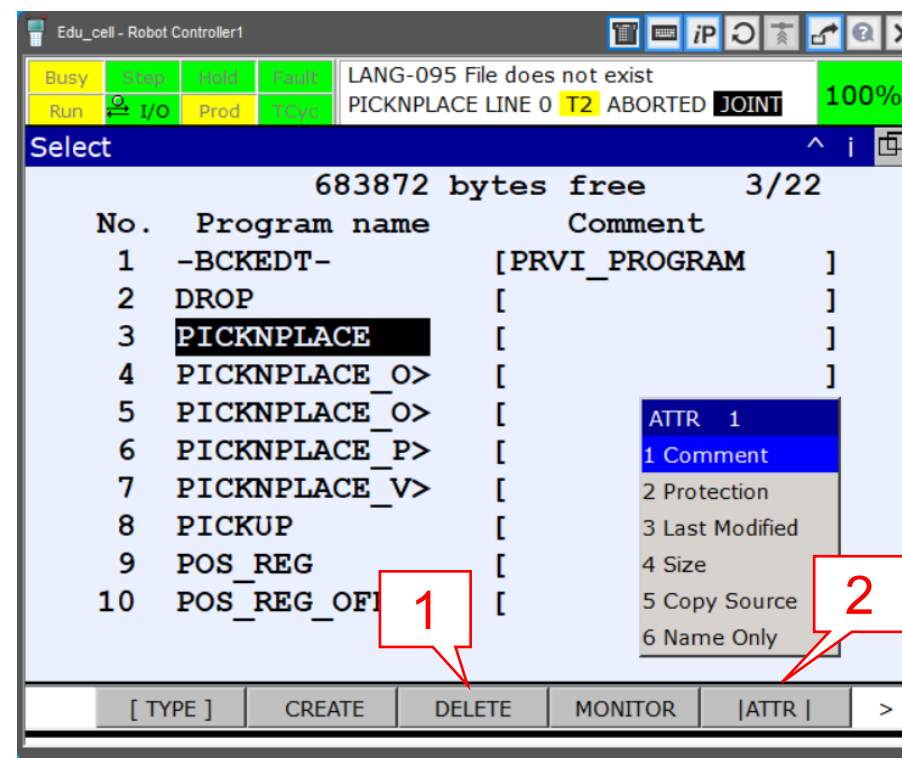 Edu_cell - Robot Controller1
iP
Busy Step Hold Fault
Run I/O Prod TCyc
LANG-095 File does not exist
PICKNPLACE LINE 0 T2 ABORTED JOINT
100%
Select ^ i
683872 bytes free 3/22
No. Program name Comment
1 -BCKEDT- [PRVI_PROGRAM ]
2 DROP [ ]
3 PICKNPLACE [ ]
4 PICKNPLACE_O> [ ]
5 PICKNPLACE_O> [
6 PICKNPLACE_P> [
7 PICKNPLACE_V> [
8 PICKUP [
9 POS_REG [
10 POS_REG_OF [
ATTR 1
1 Comment
2 Protection
3 Last Modified
4 Size
5 Copy Source
6 Name Only
1
2
[ TYPE ] CREATE DELETE MONITOR |ATTR | >